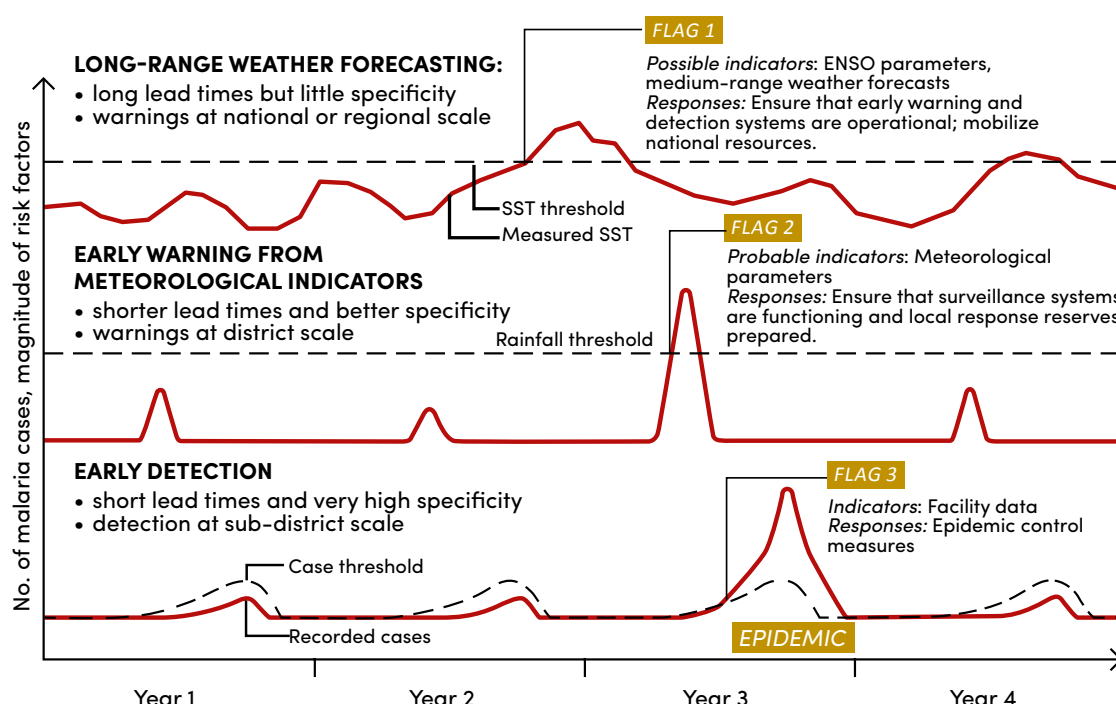 FLAG 1
LONG-RANGE WEATHER FORECASTING:
• long lead times but little specificity
• warnings at national or regional scale
Possible indicators: ENSO parameters,
medium-range weather forecasts
Responses: Ensure that early warning and
detection systems are operational; mobilize
national resources.
SST threshold
Measured SST
FLAG 2
EARLY WARNING FROM
METEOROLOGICAL INDICATORS
• shorter lead times and better specificity
• warnings at district scale
Probable indicators: Meteorological
parameters
Responses: Ensure that surveillance systems
are functioning and local response reserves
prepared.
Rainfall threshold
EARLY DETECTION
• short lead times and very high specificity
• detection at sub-district scale
FLAG 3
Indicators: Facility data
Responses: Epidemic control
measures
Case threshold
Recorded cases
EPIDEMIC
No. of malaria cases, magnitude of risk factors
Year 1
Year 2
Year 3
Year 4